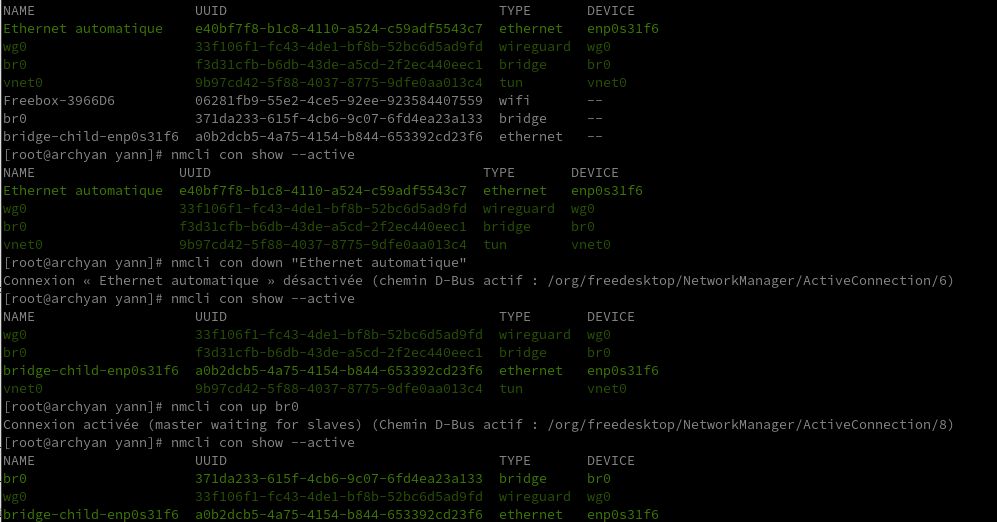 NAME UUID TYPE DEVICE
Ethernet automatique e40bf7f8-b1c8-4110-a524-c59adf5543c7 ethernet enp0s31f6
wg0 33f106f1-fc43-4de1-bf8b-52bc6d5ad9fd wireguard wg0
br0 f3d31cfb-b6db-43de-a5cd-2f2ec440eec1 bridge br0
vnet0 9b97cd42-5f88-4037-8775-9dfe0aa013c4 tun vnet0
Freebox-3966D6 06281fb9-55e2-4ce5-92ee-923584407559 wifi --
br0 371da233-615f-4cb6-9c07-6fd4ea23a133 bridge --
bridge-child-enp0s31f6 a0b2dcb5-4a75-4154-b844-653392cd23f6 ethernet --
[root@archyan yann]# nmcli con show --active
NAME UUID TYPE DEVICE
Ethernet automatique e40bf7f8-b1c8-4110-a524-c59adf5543c7 ethernet enp0s31f6
wg0 33f106f1-fc43-4de1-bf8b-52bc6d5ad9fd wireguard wg0
br0 f3d31cfb-b6db-43de-a5cd-2f2ec440eec1 bridge br0
vnet0 9b97cd42-5f88-4037-8775-9dfe0aa013c4 tun vnet0
[root@archyan yann]# nmcli con down "Ethernet automatique"
Connexion « Ethernet automatique » désactivée (chemin D-Bus actif : /org/freedesktop/NetworkManager/ActiveConnection/6)
[root@archyan yann]# nmcli con show --active
NAME UUID TYPE DEVICE
wg0 33f106f1-fc43-4de1-bf8b-52bc6d5ad9fd wireguard wg0
br0 f3d31cfb-b6db-43de-a5cd-2f2ec440eec1 bridge br0
bridge-child-enp0s31f6 a0b2dcb5-4a75-4154-b844-653392cd23f6 ethernet enp0s31f6
vnet0 9b97cd42-5f88-4037-8775-9dfe0aa013c4 tun vnet0
[root@archyan yann]# nmcli con up br0
Connexion activée (master waiting for slaves) (Chemin D-Bus actif : /org/freedesktop/NetworkManager/ActiveConnection/8)
[root@archyan yann]# nmcli con show --active
NAME UUID TYPE DEVICE
br0 371da233-615f-4cb6-9c07-6fd4ea23a133 bridge br0
wg0 33f106f1-fc43-4de1-bf8b-52bc6d5ad9fd wireguard wg0
bridge-child-enp0s31f6 a0b2dcb5-4a75-4154-b844-653392cd23f6 ethernet enp0s31f6